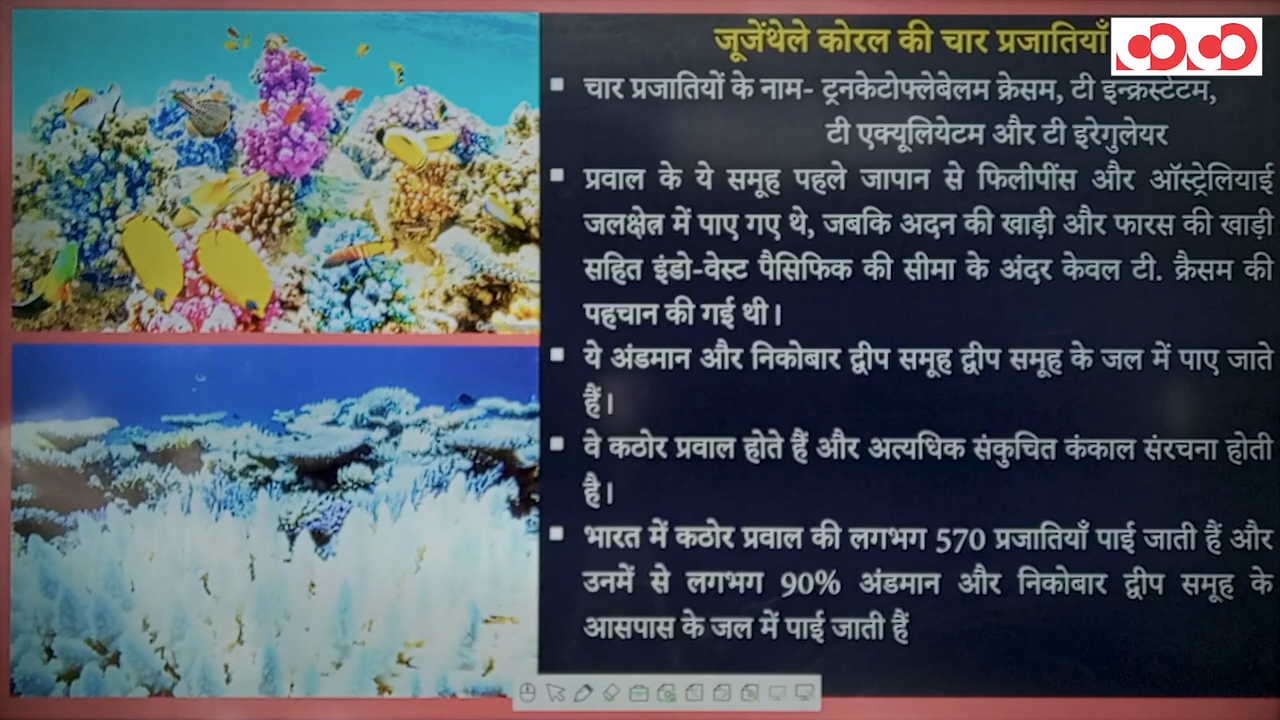 जूजेंथेले कोरल की चार प्रजातियाँ
चार प्रजातियों के नाम- ट्रनकेटोफ्लेबेलम क्रेसम, टी इन्क्रस्टेटम,
टी एक्यूलियेटम और टी इरेगुलेयर
प्रवाल के ये समूह पहले जापान से फिलीपींस और ऑस्ट्रेलियाई
जलक्षेत्र में पाए गए थे, जबकि अदन की खाड़ी और फारस की खाड़ी
सहित इंडो-वेस्ट पैसिफिक की सीमा के अंदर केवल टी. क्रैसम की
पहचान की गई थी।
ये अंडमान और निकोबार द्वीप समूह द्वीप समूह के जल में पाए जाते
हैं।
वे कठोर प्रवाल होते हैं और अत्यधिक संकुचित कंकाल संरचना होती
है।
भारत में कठोर प्रवाल की लगभग 570 प्रजातियाँ पाई जाती हैं और
उनमें से लगभग 90% अंडमान और निकोबार द्वीप समूह के
आसपास के जल में पाई जाती हैं